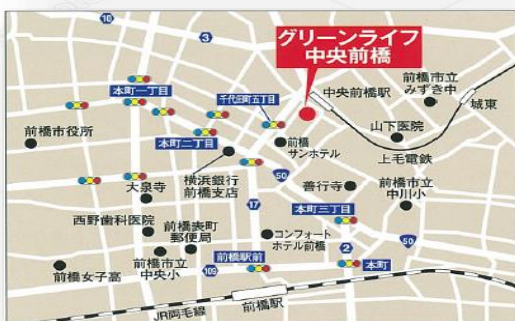 10
3
グリーンライフ
中央前橋
本町一丁目
千代田町五丁目
中央前橋駅
前橋市立
みずき中
城東
前橋市役所
本町二丁目
前橋
サンホテル
山下医院
上毛電鉄
大泉寺
横浜銀行
前橋支店
50
善行寺
前橋市立
中川小
西野歯科医院
前橋表町
郵便局
17
本町三丁目
コンフォート
ホテル前橋
2
50
前橋女子高
前橋市立
中央小
109
前橋駅前
本町
前橋駅
JR両毛線